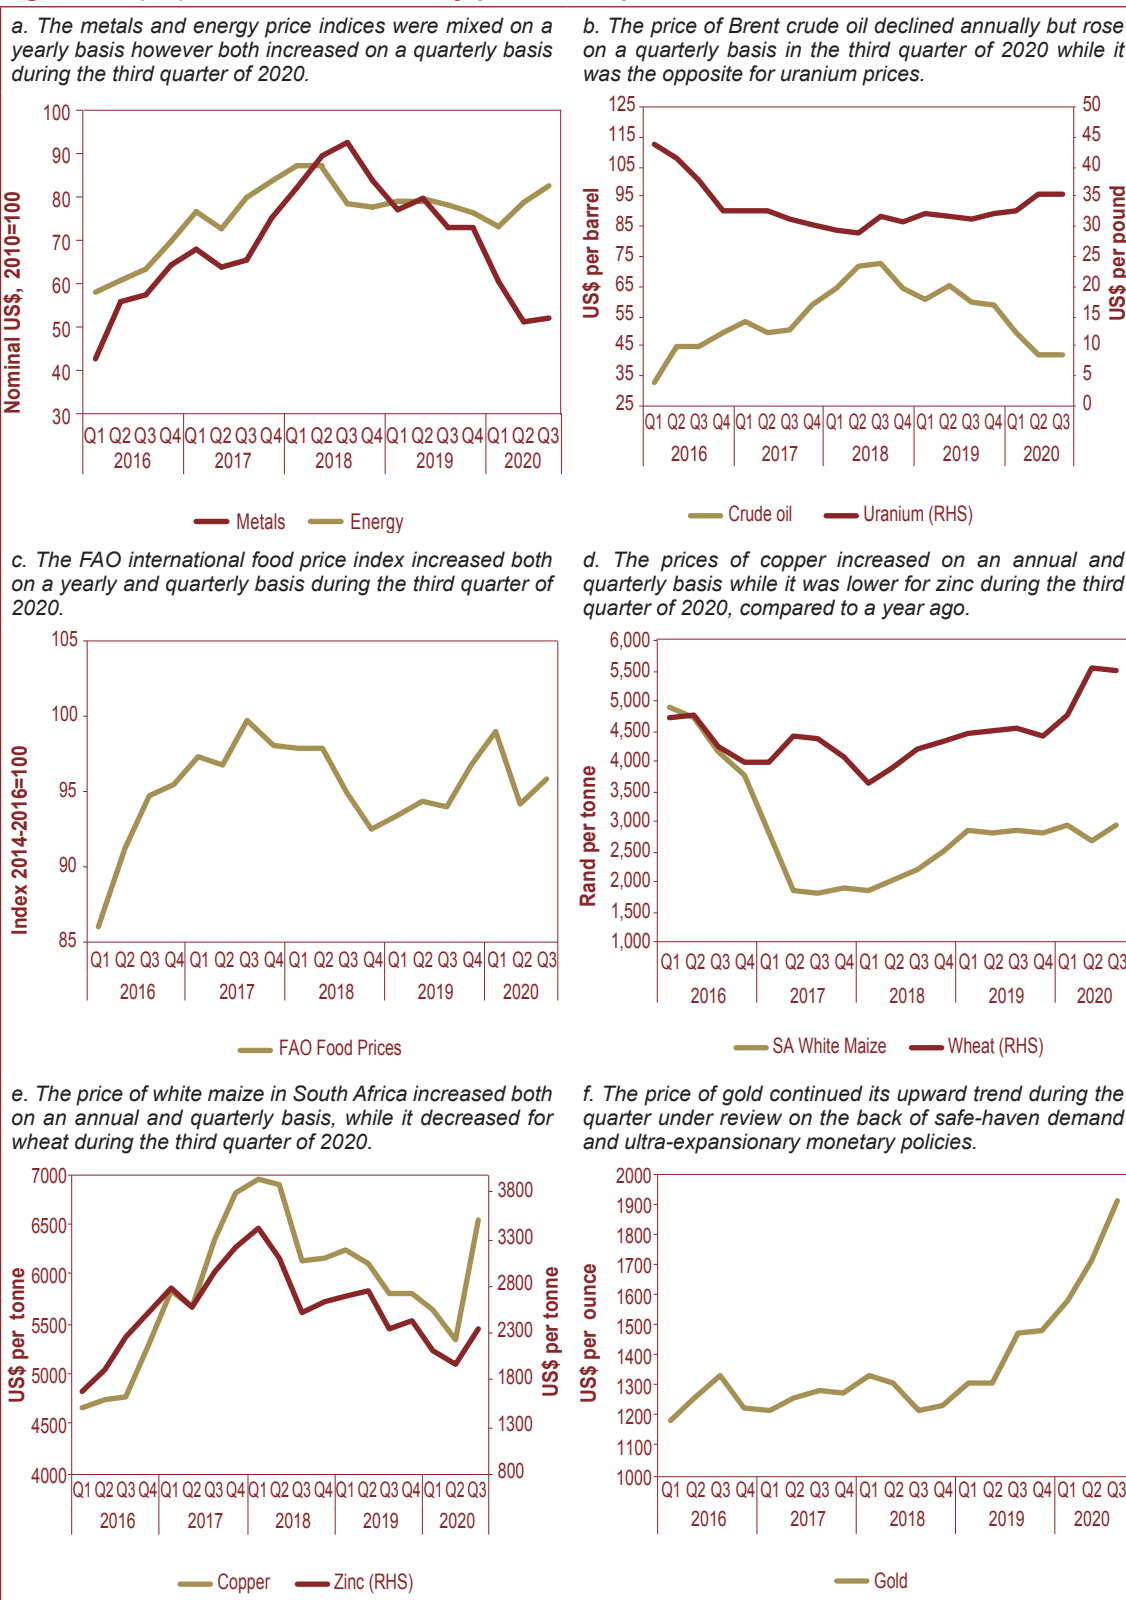 a. The metals and energy price indices were mixed on a
yearly basis however both increased on a quarterly basis
during the third quarter of 2020.
100
90
80
70
60
50
40
30
Nominal US$, 2010=100
Q1 Q2 Q3 Q4 Q1 Q2 Q3 Q4 Q1 Q2 Q3 Q4 Q1 Q2 Q3 Q4 Q1 Q2 Q3
2016 2017 2018 2019 2020
Metals Energy
b. The price of Brent crude oil declined annually but rose
on a quarterly basis in the third quarter of 2020 while it
was the opposite for uranium prices.
125
115
105
95
85
75
65
55
45
35
25
US$ per barrel
50
45
40
35
30
25
20
15
10
5
0
US$ per pound
Q1 Q2 Q3 Q4 Q1 Q2 Q3 Q4 Q1 Q2 Q3 Q4 Q1 Q2 Q3 Q4 Q1 Q2 Q3
2016 2017 2018 2019 2020
Crude oil Uranium (RHS)
c. The FAO international food price index increased both
on a yearly and quarterly basis during the third quarter of
2020.
105
100
95
90
85
Index 2014-2016=100
Q1 Q2 Q3 Q4 Q1 Q2 Q3 Q4 Q1 Q2 Q3 Q4 Q1 Q2 Q3 Q4 Q1 Q2 Q3
2016 2017 2018 2019 2020
FAO Food Prices
d. The prices of copper increased on an annual and
quarterly basis while it was lower for zinc during the third
quarter of 2020, compared to a year ago.
6,000
5,500
5,000
4,500
4,000
3,500
3,000
2,500
2,000
1,500
1,000
Rand per tonne
Q1 Q2 Q3 Q4 Q1 Q2 Q3 Q4 Q1 Q2 Q3 Q4 Q1 Q2 Q3 Q4 Q1 Q2 Q3
2016 2017 2018 2019 2020
SA White Maize Wheat (RHS)
e. The price of white maize in South Africa increased both
on an annual and quarterly basis, while it decreased for
wheat during the third quarter of 2020.
7000
6500
6000
5500
5000
4500
4000
US$ per tonne
3800
3300
2800
2300
1800
1300
800
US$ per tonne
Q1 Q2 Q3 Q4 Q1 Q2 Q3 Q4 Q1 Q2 Q3 Q4 Q1 Q2 Q3 Q4 Q1 Q2 Q3
2016 2017 2018 2019 2020
Copper Zinc (RHS)
f. The price of gold continued its upward trend during the
quarter under review on the back of safe-haven demand
and ultra-expansionary monetary policies.
2000
1900
1800
1700
1600
1500
1400
1300
1200
1100
1000
US$ per ounce
Q1 Q2 Q3 Q4 Q1 Q2 Q3 Q4 Q1 Q2 Q3 Q4 Q1 Q2 Q3 Q4 Q1 Q2 Q3
2016 2017 2018 2019 2020
Gold